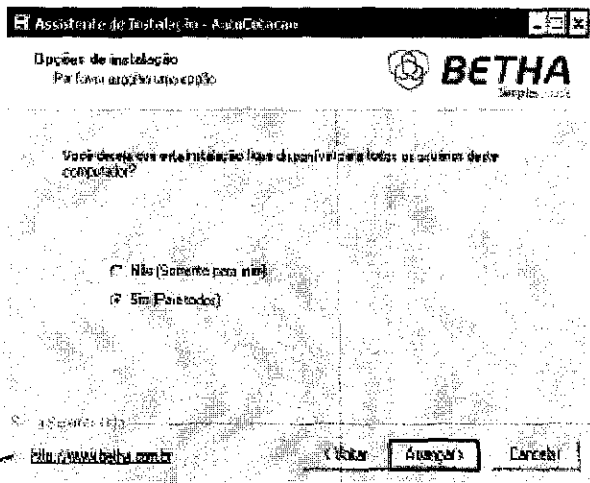 Assistente de Instalação - AutoCotacao
Opções de instalação
Por favor escolha uma opção
BETHA
Simples
Você deseja que esta instalação fique disponível para todos os usuários deste
computador?
Não (Somente para mim)
Sim (Para todos)
http://www.betha.com.br
< Voltar
Avançar >
Cancelar